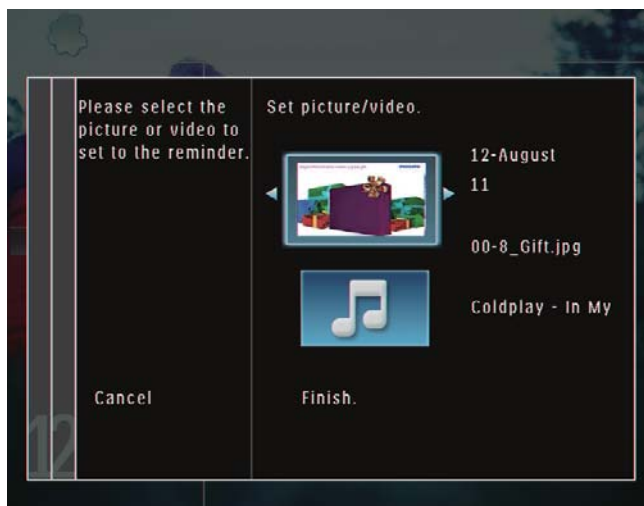 Please select the
picture or video to
set to the reminder.
Set picture/video.
12-August
11
00-8_Gift.jpg
Coldplay - In My
Cancel
Finish.
12